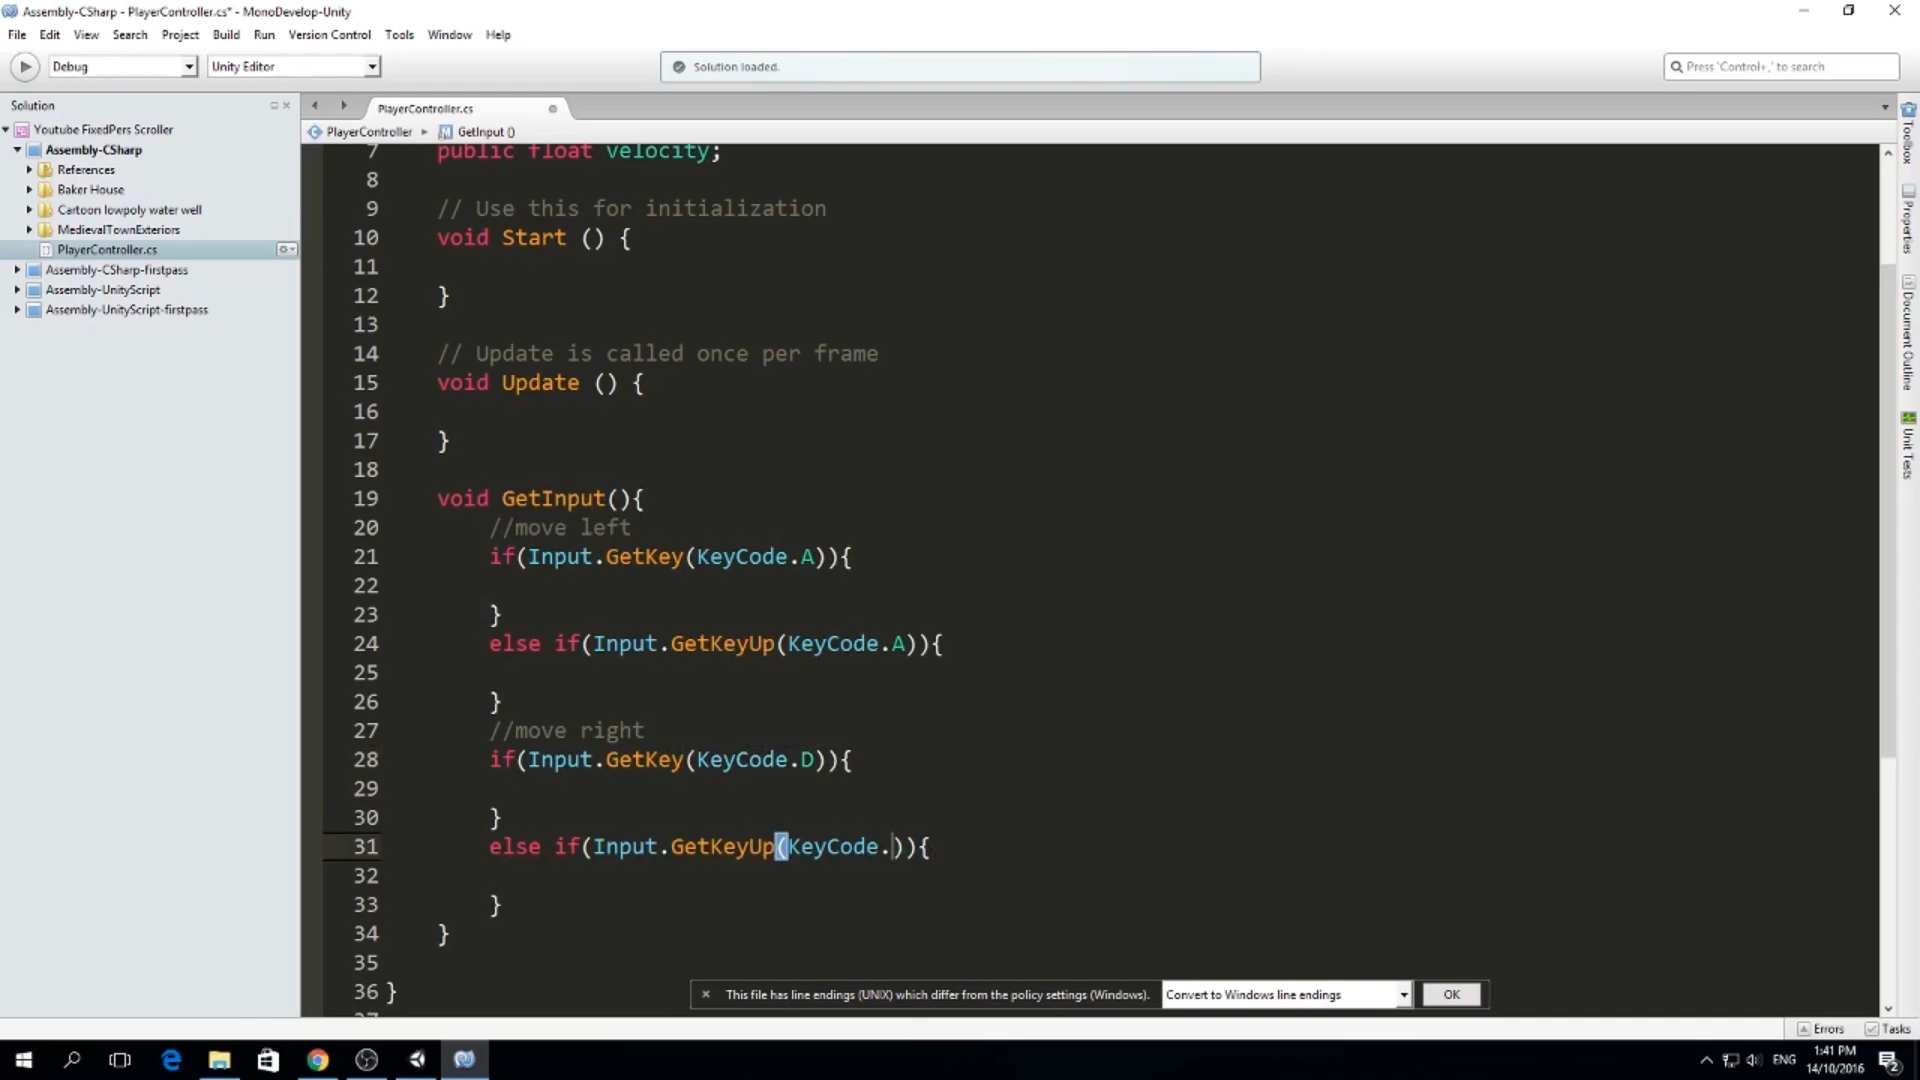 Assembly-CSharp - PlayerController.cs* - MonoDevelop-Unity
File Edit View Search Project Build Run Version Control Tools Window Help
Debug Unity Editor Solution loaded. Press 'Control+,' to search
Solution
Youtube FixedPers Scroller
Assembly-CSharp
References
Baker House
Cartoon lowpoly water well
MedievalTownExteriors
PlayerController.cs
Assembly-CSharp-firstpass
Assembly-UnityScript
Assembly-UnityScript-firstpass
PlayerController.cs
PlayerController GetInput ()
7 public float velocity;
8
9 // Use this for initialization
10 void Start () {
11
12 }
13
14 // Update is called once per frame
15 void Update () {
16
17 }
18
19 void GetInput(){
20 //move left
21 if(Input.GetKey(KeyCode.A)){
22
23 }
24 else if(Input.GetKeyUp(KeyCode.A)){
25
26 }
27 //move right
28 if(Input.GetKey(KeyCode.D)){
29
30 }
31 else if(Input.GetKeyUp(KeyCode.)){
32
33 }
34 }
35
36 }
This file has line endings (UNIX) which differ from the policy settings (Windows). Convert to Windows line endings OK
Toolbox
Properties
Document Outline
Unit Tests
Errors Tasks
ENG
1:41 PM
14/10/2016
2